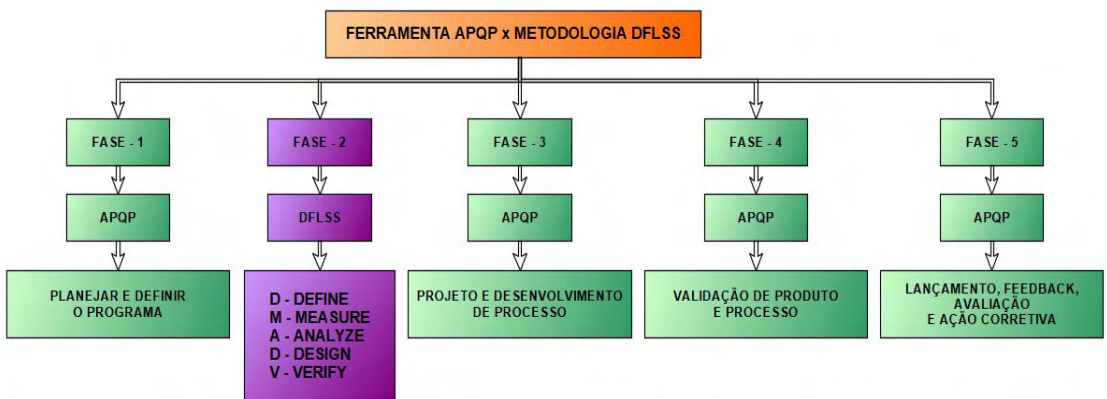 FERRAMENTA APQP x METODOLOGIA DFLSS
FASE - 1
FASE - 2
FASE - 3
FASE - 4
FASE - 5
APQP
DFLSS
APQP
APQP
APQP
PLANEJAR E DEFINIR
O PROGRAMA
D - DEFINE
M - MEASURE
A - ANALYZE
D - DESIGN
V - VERIFY
PROJETO E DESENVOLVIMENTO
DE PROCESSO
VALIDAÇÃO DE PRODUTO
E PROCESSO
LANÇAMENTO, FEEDBACK,
AVALIAÇÃO
E AÇÃO CORRETIVA